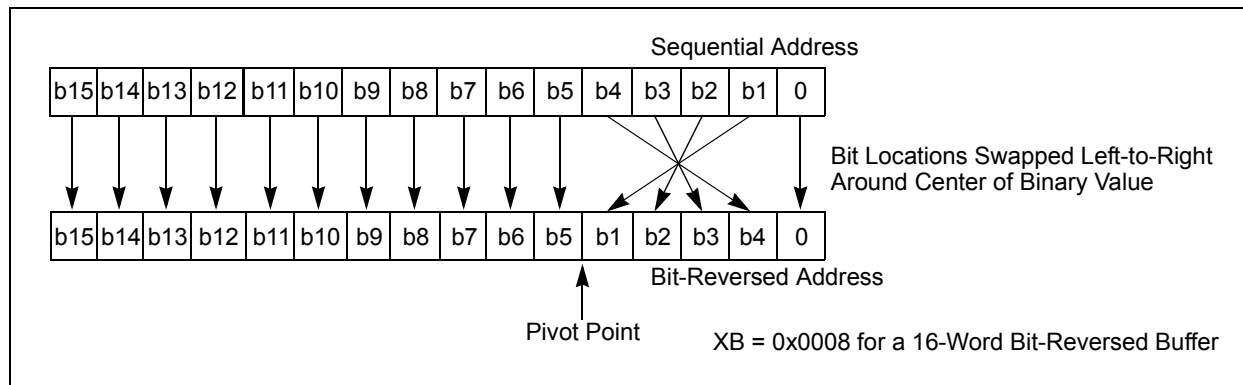 Sequential Address
b15 b14 b13 b12 b11 b10 b9 b8 b7 b6 b5 b4 b3 b2 b1 0
Bit Locations Swapped Left-to-Right
Around Center of Binary Value
b15 b14 b13 b12 b11 b10 b9 b8 b7 b6 b5 b1 b2 b3 b4 0
Bit-Reversed Address
Pivot Point
XB = 0x0008 for a 16-Word Bit-Reversed Buffer